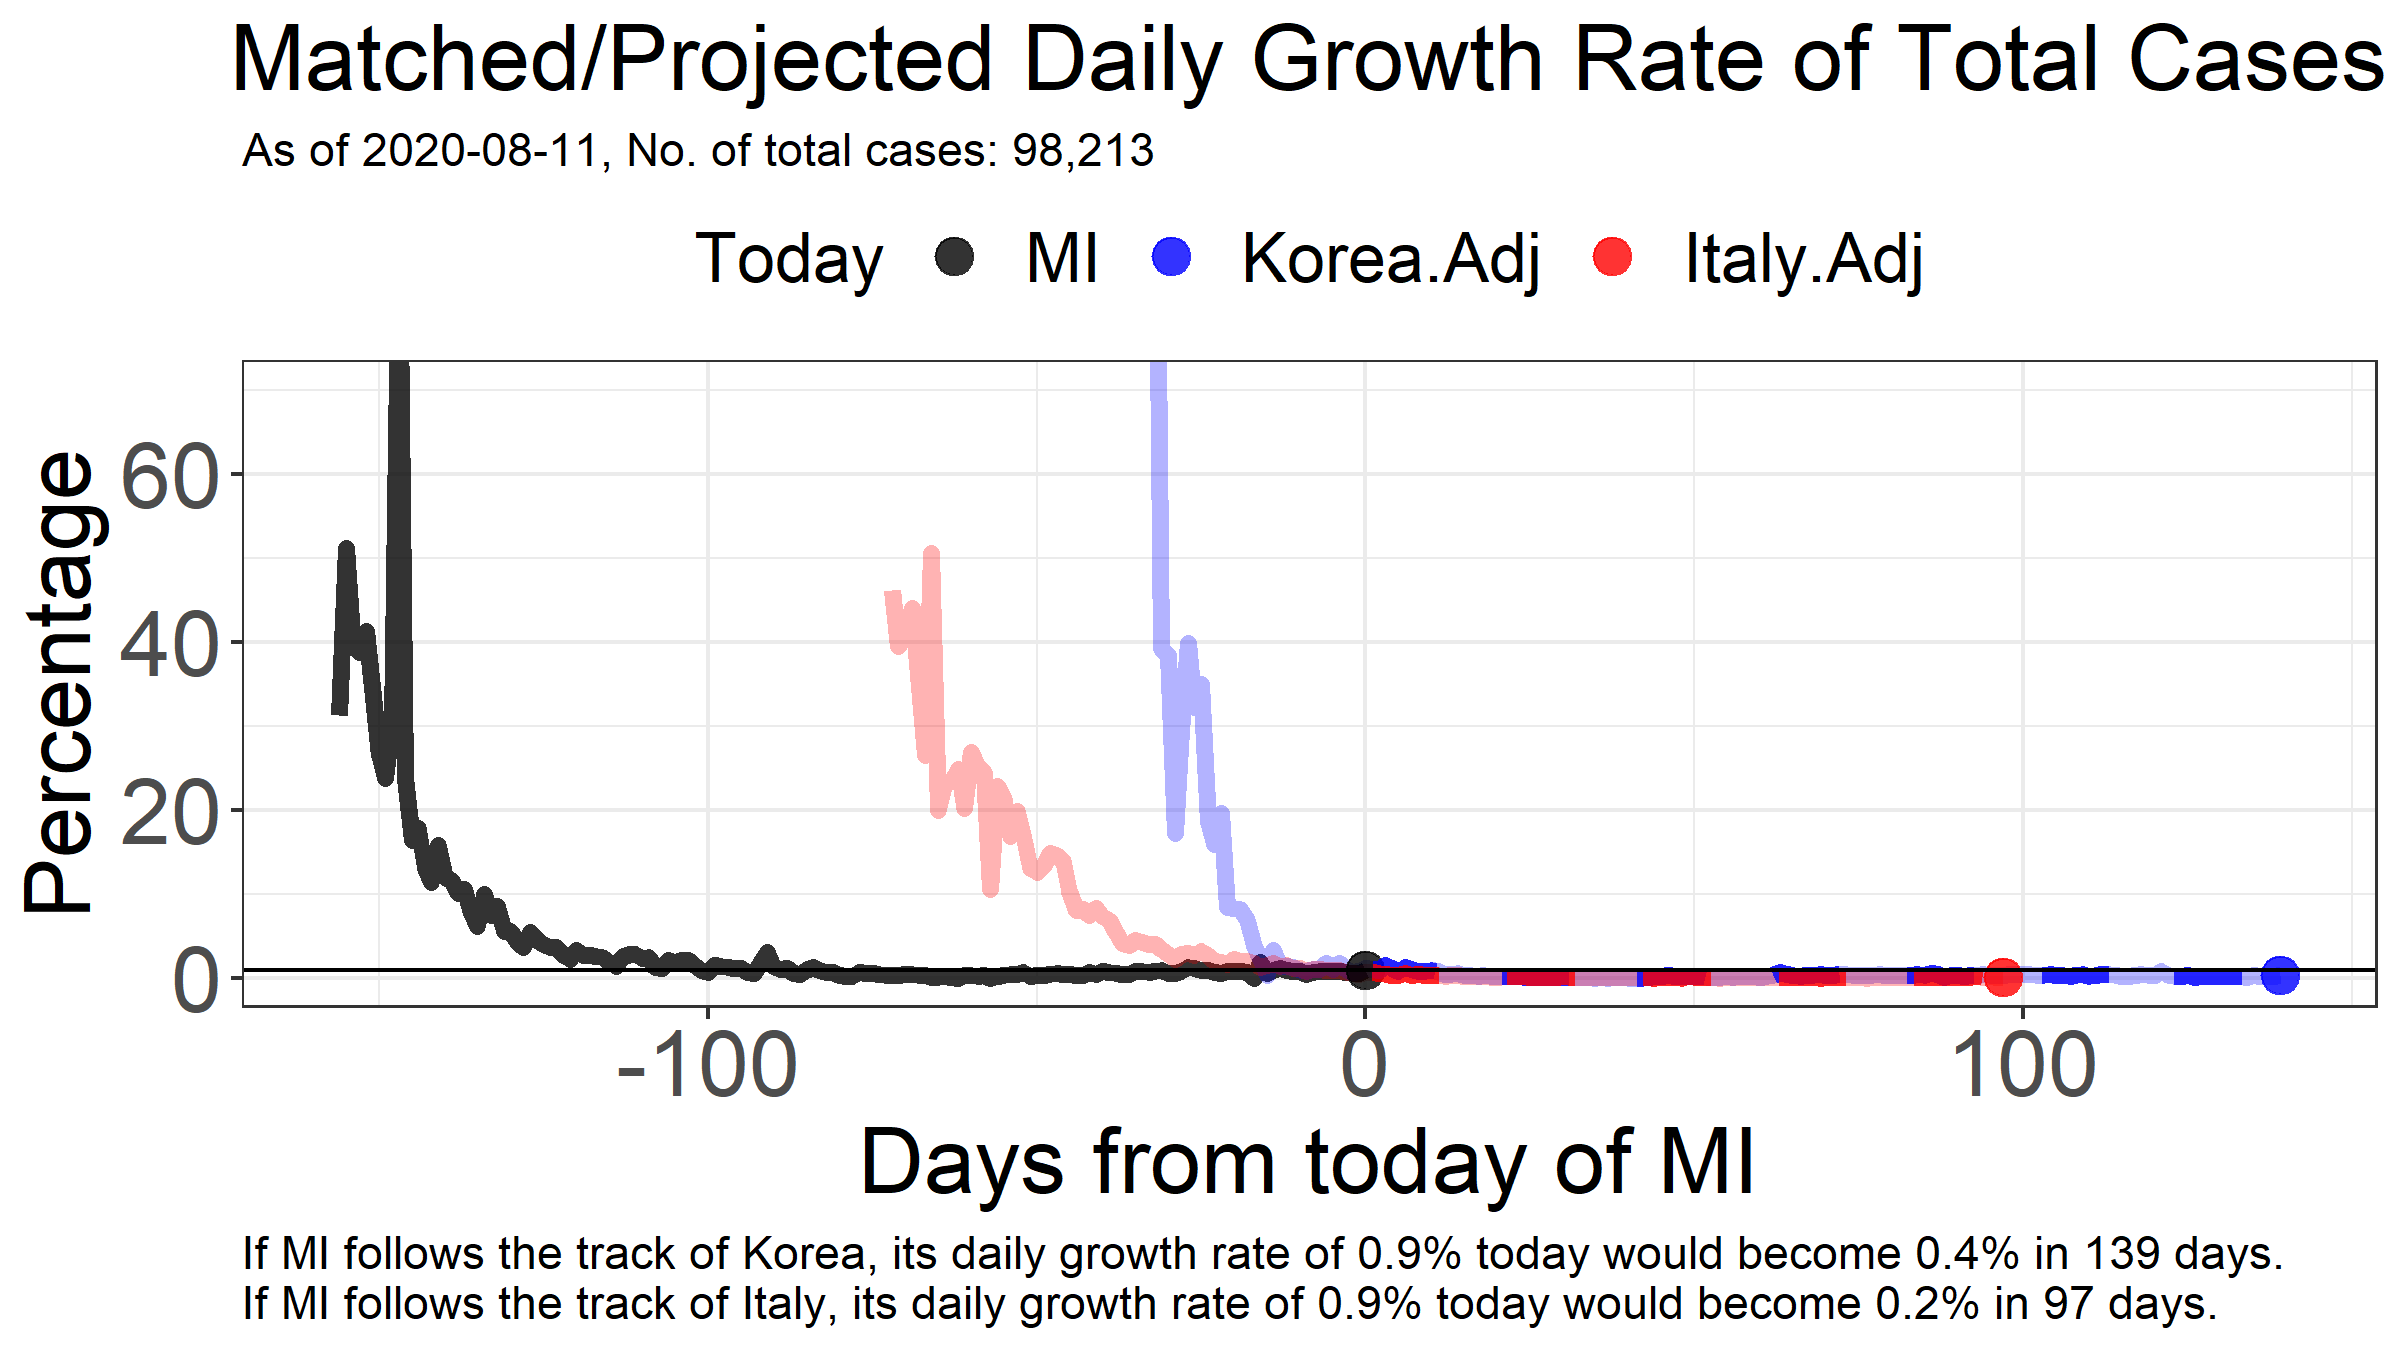 Matched/Projected Daily Growth Rate of Total Cases
As of 2020-08-11, No. of total cases: 98,213
Today MI Korea.Adj Italy.Adj
Percentage
60
40
20
0
-100 0 100
Days from today of MI
If MI follows the track of Korea, its daily growth rate of 0.9% today would become 0.4% in 139 days.
If MI follows the track of Italy, its daily growth rate of 0.9% today would become 0.2% in 97 days.